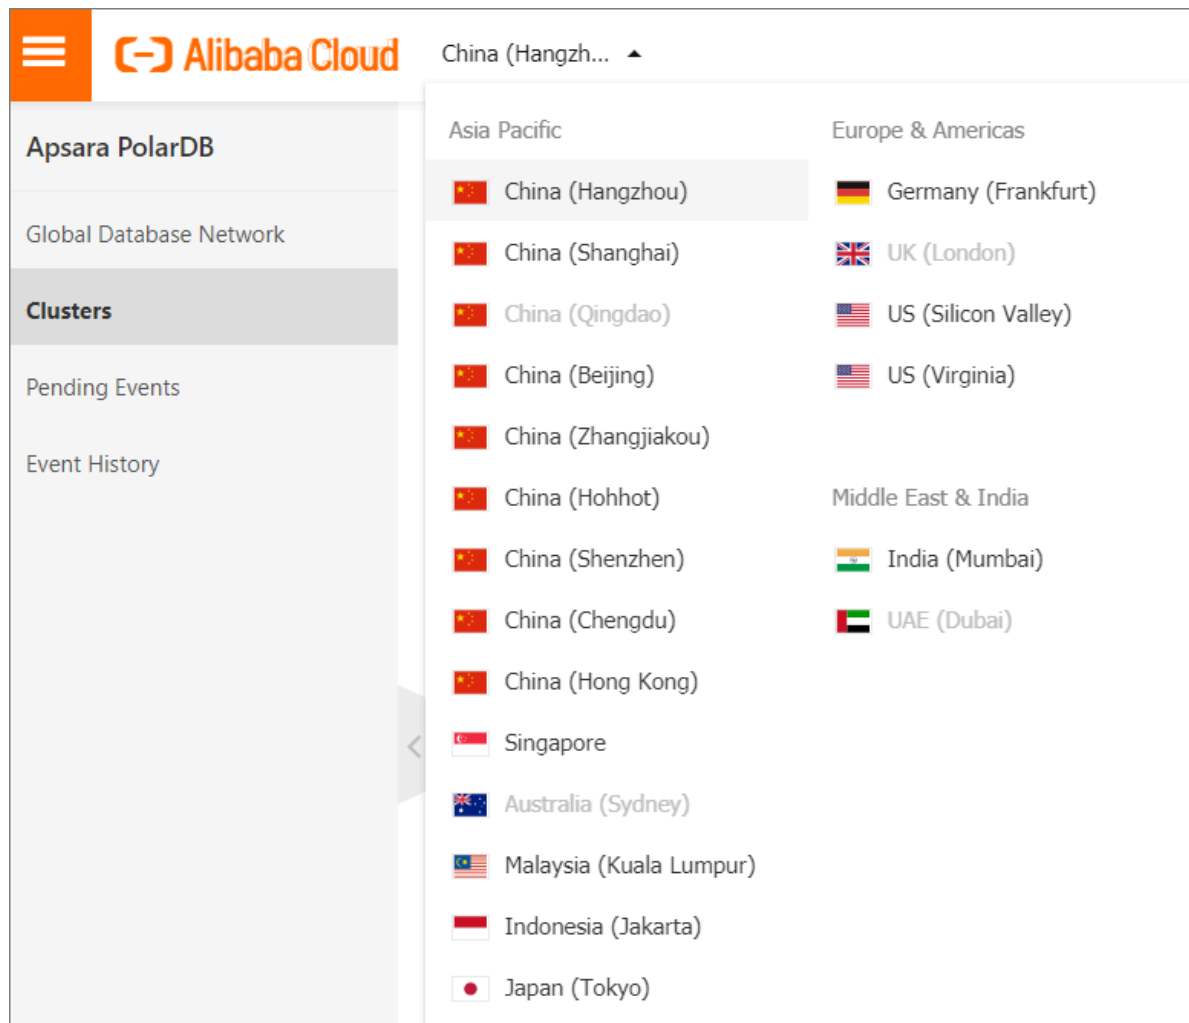 Alibaba Cloud
China (Hangzh...
Apsara PolarDB
Global Database Network
Clusters
Pending Events
Event History
Asia Pacific
China (Hangzhou)
China (Shanghai)
China (Qingdao)
China (Beijing)
China (Zhangjiakou)
China (Hohhot)
China (Shenzhen)
China (Chengdu)
China (Hong Kong)
Singapore
Australia (Sydney)
Malaysia (Kuala Lumpur)
Indonesia (Jakarta)
Japan (Tokyo)
Europe & Americas
Germany (Frankfurt)
UK (London)
US (Silicon Valley)
US (Virginia)
Middle East & India
India (Mumbai)
UAE (Dubai)